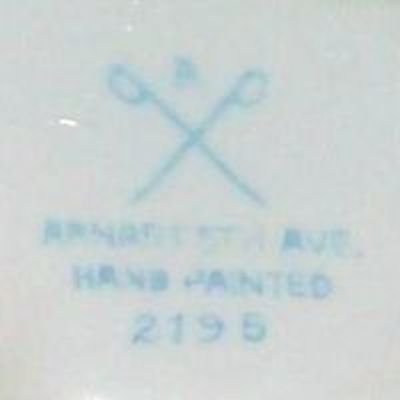 ARNART 5TH AVE.
HAND PAINTED
2195